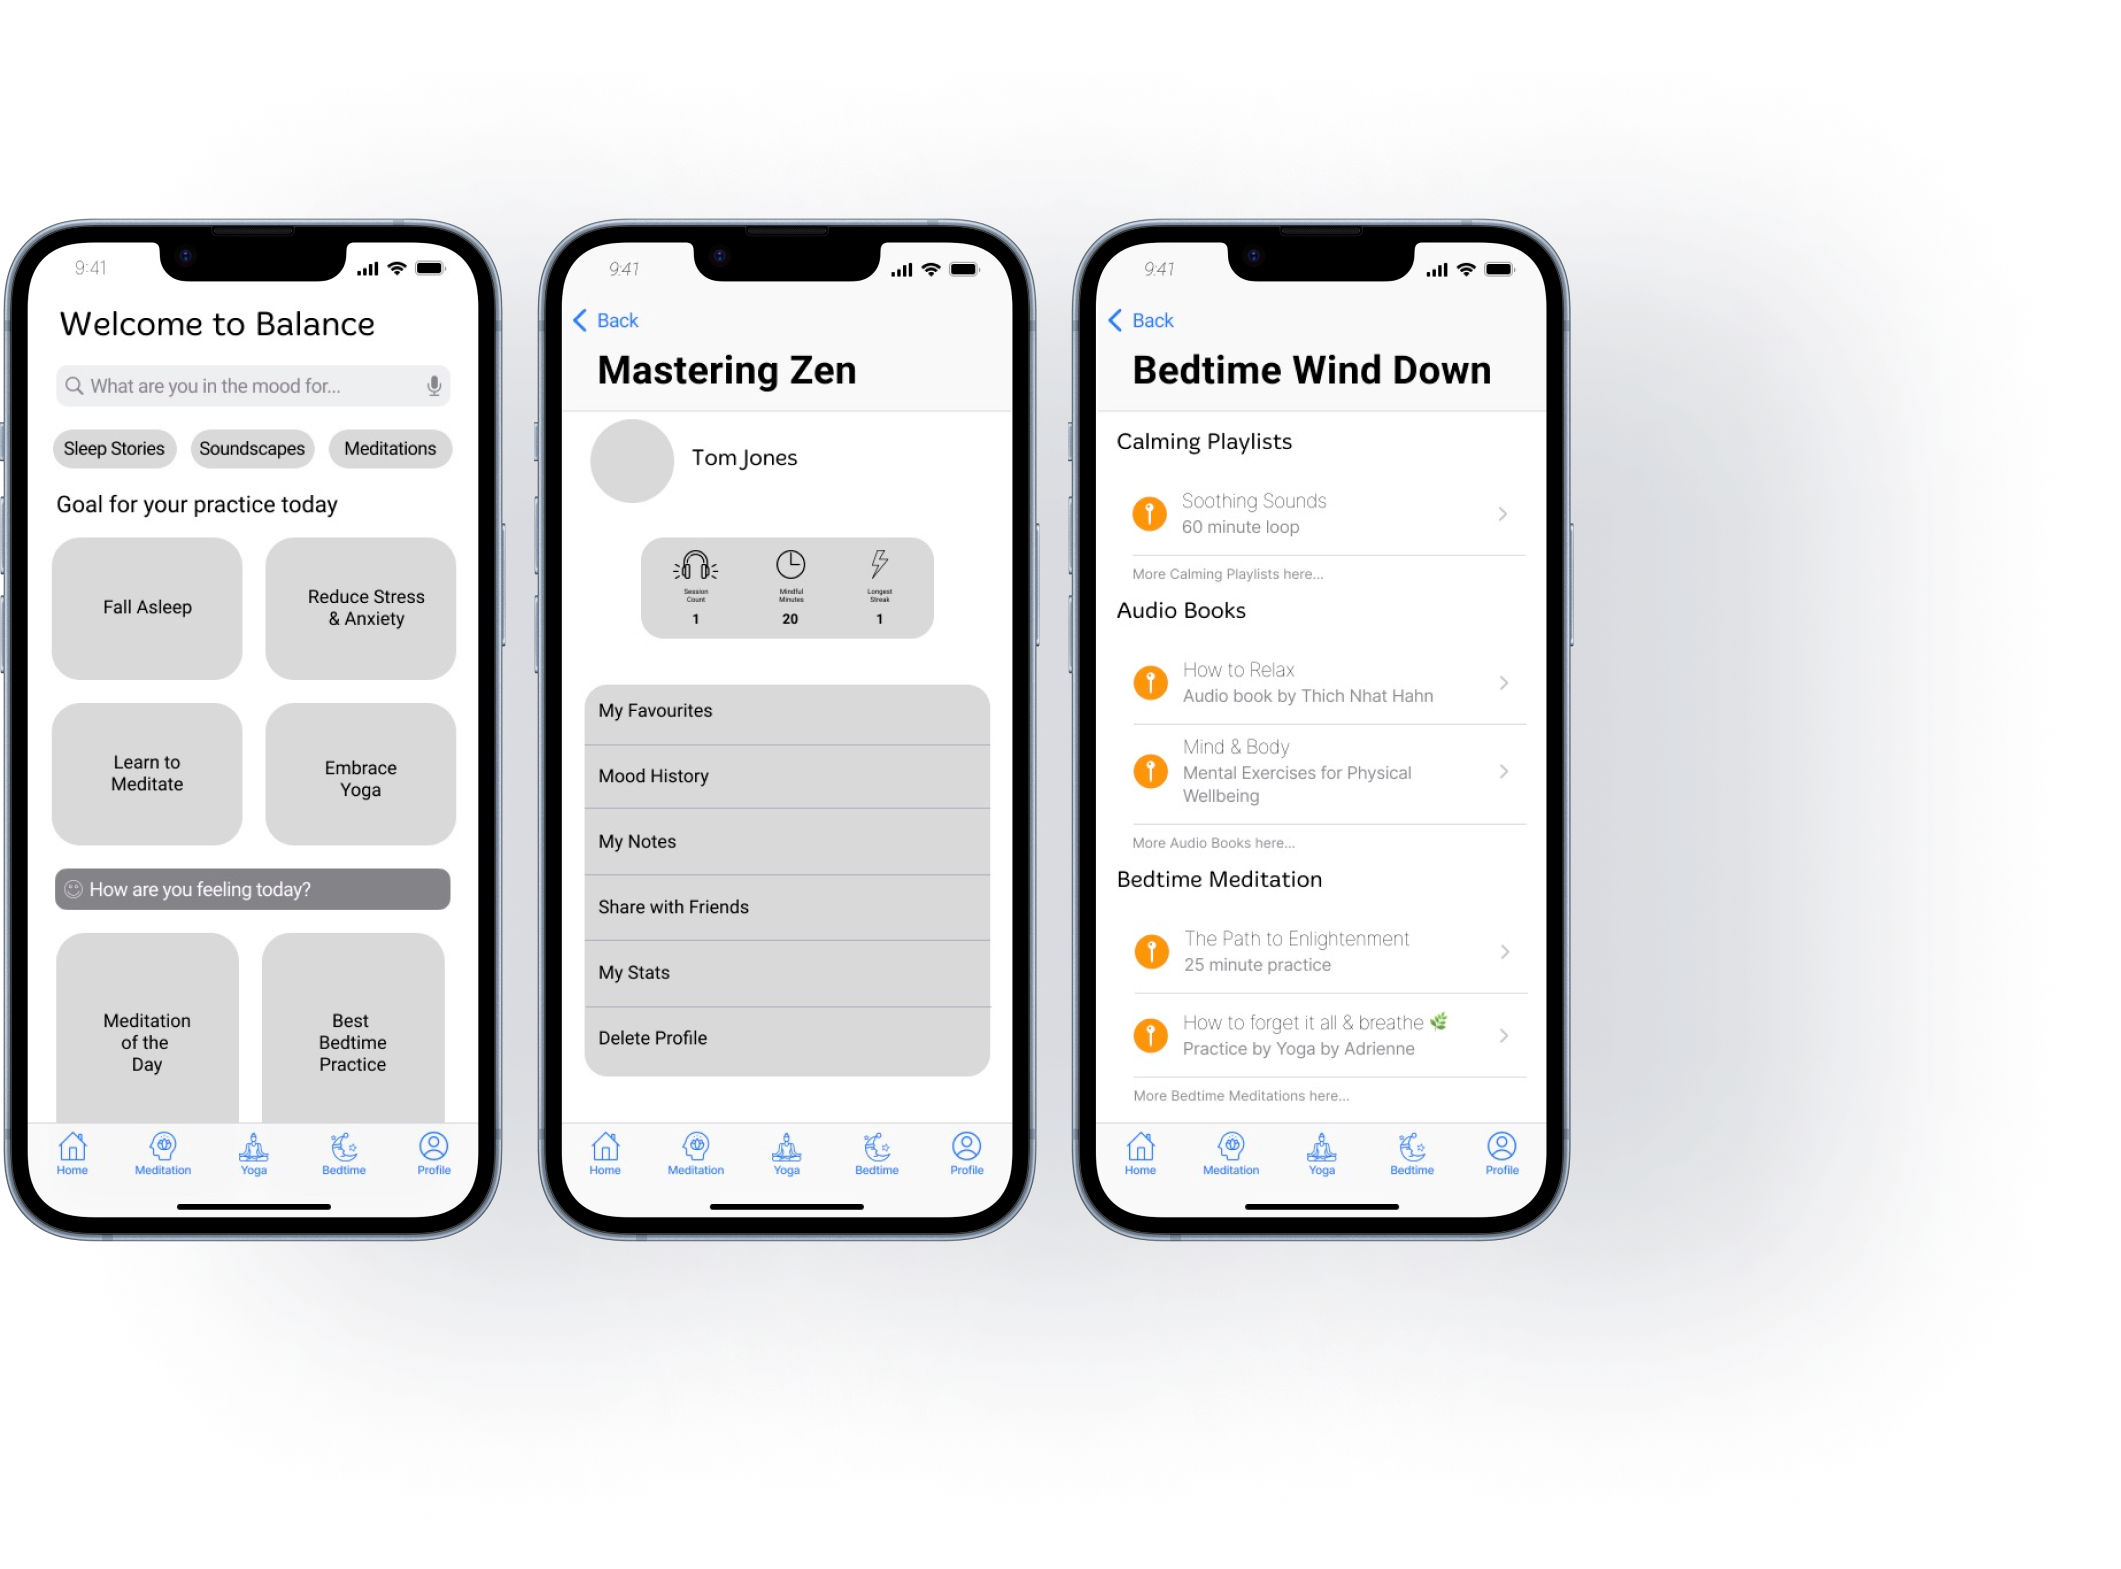 9:41
Welcome to Balance
What are you in the mood for...
Sleep Stories Soundscapes Meditations
Goal for your practice today
Fall Asleep
Reduce Stress
& Anxiety
Learn to
Meditate
Embrace
Yoga
How are you feeling today?
Meditation
of the
Day
Best
Bedtime
Practice
Home Meditation Yoga Bedtime Profile
9:41
Back
Mastering Zen
Tom Jones
Session
Count
1
Mindful
Minutes
20
Longest
Streak
1
My Favourites
Mood History
My Notes
Share with Friends
My Stats
Delete Profile
Home Meditation Yoga Bedtime Profile
9:41
Back
Bedtime Wind Down
Calming Playlists
Soothing Sounds
60 minute loop
More Calming Playlists here...
Audio Books
How to Relax
Audio book by Thich Nhat Hahn
Mind & Body
Mental Exercises for Physical
Wellbeing
More Audio Books here...
Bedtime Meditation
The Path to Enlightenment
25 minute practice
How to forget it all & breathe 🌿
Practice by Yoga by Adrienne
More Bedtime Meditations here...
Home Meditation Yoga Bedtime Profile